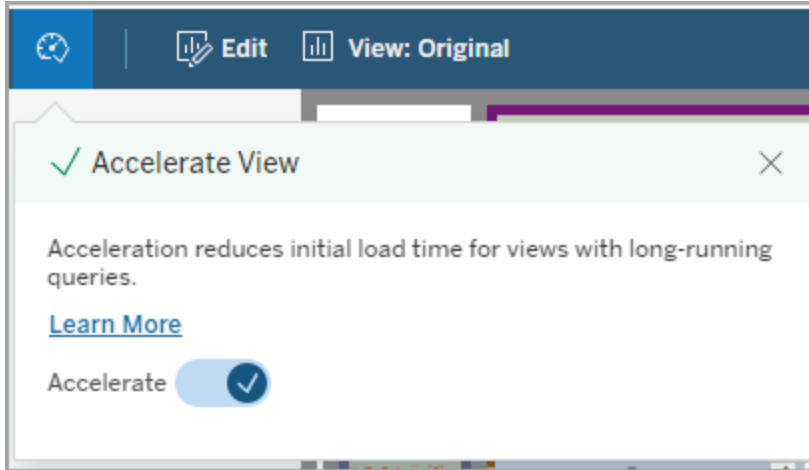 Edit
View: Original
Accelerate View
Acceleration reduces initial load time for views with long-running
queries.
Learn More
Accelerate